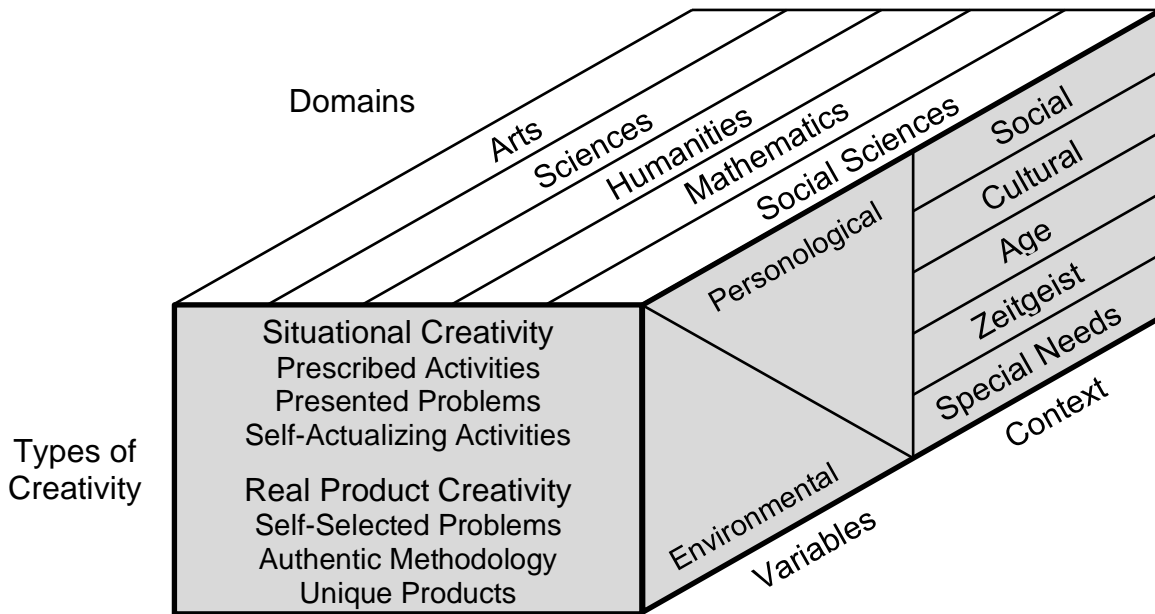 Domains
Arts
Sciences
Humanities
Mathematics
Social Sciences
Types of
Creativity
Situational Creativity
Prescribed Activities
Presented Problems
Self-Actualizing Activities
Real Product Creativity
Self-Selected Problems
Authentic Methodology
Unique Products
Personological
Environmental
Variables
Social
Cultural
Age
Zeitgeist
Special Needs
Context